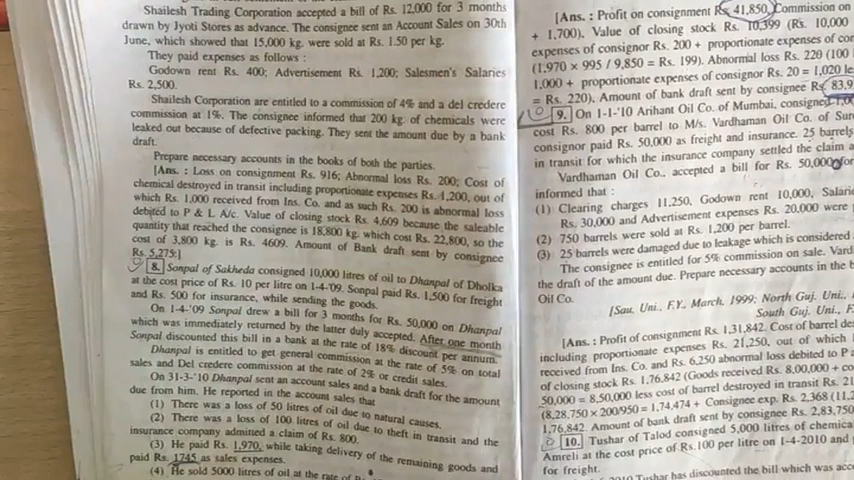 Shailesh Trading Corporation accepted a bill of Rs. 12,000 for 3 months
drawn by Jyoti Stores as advance. The consignee sent an Account Sales on 30th
June, which showed that 15,000 kg. were sold at Rs. 1.50 per kg.
They paid expenses as follows :
Godown rent Rs. 400; Advertisement Rs. 1,200; Salesmen's Salaries
Rs. 2,500.
Shailesh Corporation are entitled to a commission of 4% and a del credere
commission at 1%. The consignee informed that 200 kg. of chemicals were
leaked out because of defective packing. They sent the amount due by a bank
draft.
Prepare necessary accounts in the books of both the parties.
[Ans. : Loss on consignment Rs. 916; Abnormal loss Rs. 200; Cost of
chemical destroyed in transit including proportionate expenses Rs. 1,200, out of
which Rs. 1,000 received from Ins. Co. and as such Rs. 200 is abnormal loss
debited to P & L A/c. Value of closing stock Rs. 4,609 because the saleable
quantity that reached the consignee is 18,800 kg. which cost Rs. 22,800, so the
cost of 3,800 kg. is Rs. 4609. Amount of Bank draft sent by consignee
Rs. 5,275.]
8. Sonpal of Sakheda consigned 10,000 litres of oil to Dhanpal of Dholka
at the cost price of Rs. 10 per litre on 1-4-'09. Sonpal paid Rs. 1,500 for freight
and Rs. 500 for insurance, while sending the goods.
On 1-4-'09 Sonpal drew a bill for 3 months for Rs. 50,000 on Dhanpal
which was immediately returned by the latter duly accepted. After one month
Sonpal discounted this bill in a bank at the rate of 18% discount per annum.
Dhanpal is entitled to get general commission at the rate of 5% on total
sales and Del credere commission at the rate of 2% or credit sales.
On 31-3-'10 Dhanpal sent an account sales and a bank draft for the amount
due from him. He reported in the account sales that
(1) There was a loss of 50 litres of oil due to natural causes.
(2) There was a loss of 100 litres of oil due to theft in transit and the
insurance company admitted a claim of Rs. 800.
(3) He paid Rs. 1,970, while taking delivery of the remaining goods and
paid Rs. 1745 as sales expenses.
(4) He sold 5000 litres of oil at the rate
[Ans. : Profit on consignment Rs. 41,850, Commission
+ 1,700). Value of closing stock Rs. 10,399 (Rs. 10,000
expenses of consignor Rs. 200 + proportionate expenses of
(1,970 × 995 / 9,850 = Rs. 199). Abnormal loss Rs. 220 (100
1,000 + proportionate expenses of consignor Rs. 20 = 1,020
= Rs. 220). Amount of bank draft sent by consignee Rs. 83,9
9. On 1-1-'10 Arihant Oil Co. of Mumbai, consigned
cost Rs. 800 per barrel to M/s. Vardhaman Oil Co. of
consignor paid Rs. 50,000 as freight and insurance. 25 barrels
in transit for which the insurance company settled the claim
Vardhaman Oil Co., accepted a bill for Rs. 50,000
informed that :
(1) Clearing charges 11,250, Godown rent 10,000,
Rs. 30,000 and Advertisement expenses Rs. 20,000 were
(2) 750 barrels were sold at Rs. 1,200 per barrel.
(3) 25 barrels were damaged due to leakage which is considered
The consignee is entitled for 5% commission on sale.
the draft of the amount due. Prepare necessary accounts in the
Oil Co.
[Sau. Uni., F.Y., March, 1999; North Guj. Uni.,
South Guj. Uni.,
[Ans. : Profit of consignment Rs. 1,31,842. Cost of barrel
including proportionate expenses Rs. 21,250, out of which
received from Ins. Co. and Rs. 6,250 abnormal loss debited to P
of closing stock Rs. 1,76,842 (Goods received Rs. 8,00,000 +
50,000 = 8,50,000 less cost of barrel destroyed in transit Rs.
(8,28,750 × 200/950 = 1,74,474 + Consignee exp. Rs. 2,368
1,76,842. Amount of bank draft sent by consignee Rs. 2,83,750
10. Tushar of Talod consigned 5,000 litres of
Amreli at the cost price of Rs.100 per litre on 1-4-2010 and
for freight.
Tushar has discounted the bill which was